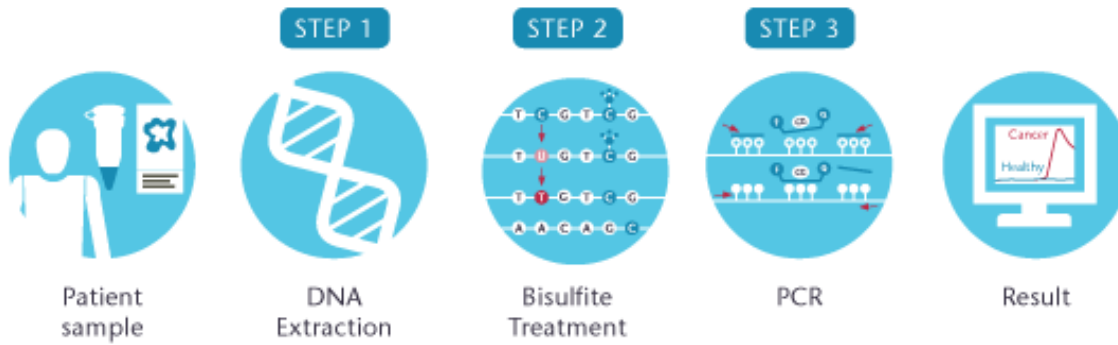 STEP 1
STEP 2
STEP 3
T C G T C G
T U G T C G
T T G T C G
A A C A G C
Cancer
Healthy
Patient
sample
DNA
Extraction
Bisulfite
Treatment
PCR
Result